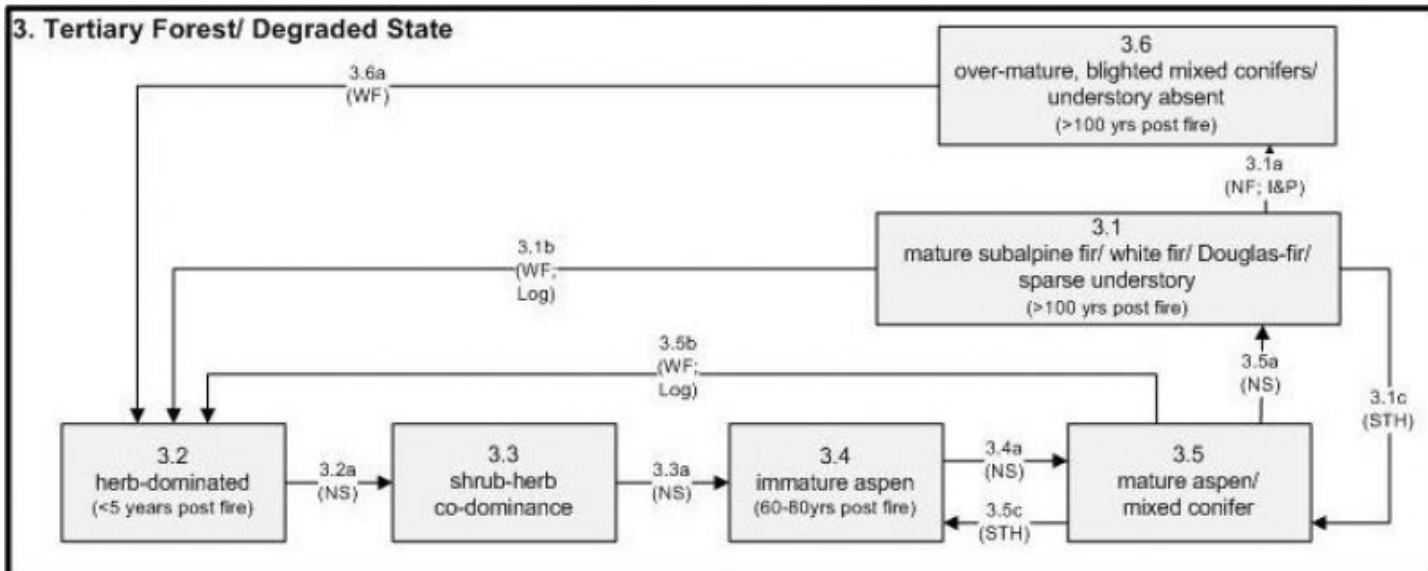 3. Tertiary Forest/ Degraded State
3.6
over-mature, blighted mixed conifers/
understory absent
(>100 yrs post fire)
3.6a
(WF)
3.1a
(NF; I&P)
3.1
mature subalpine fir/ white fir/ Douglas-fir/
sparse understory
(>100 yrs post fire)
3.1b
(WF;
Log)
3.5b
(WF;
Log)
3.5a
(NS)
3.1c
(STH)
3.2
herb-dominated
(<5 years post fire)
3.2a
(NS)
3.3
shrub-herb
co-dominance
3.3a
(NS)
3.4
immature aspen
(60-80yrs post fire)
3.4a
(NS)
3.5c
(STH)
3.5
mature aspen/
mixed conifer